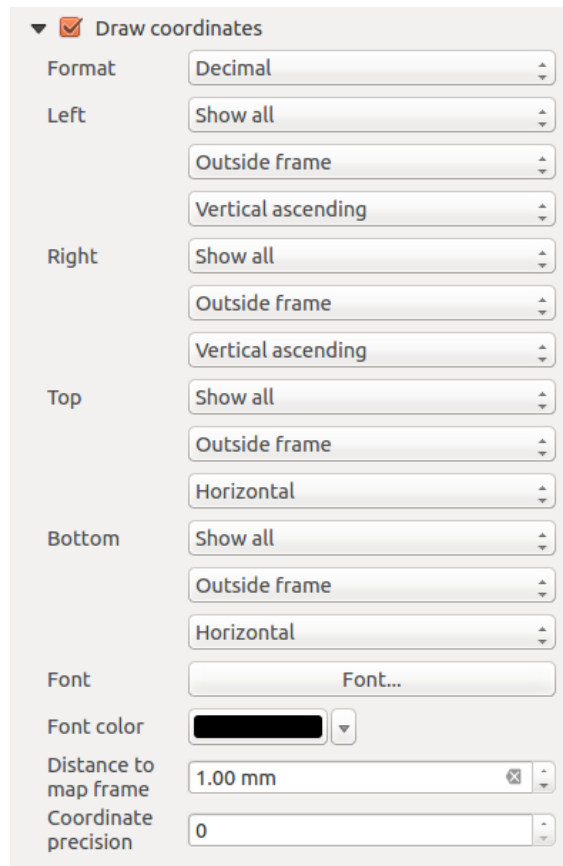 Draw coordinates
Format Decimal
Left Show all
Outside frame
Vertical ascending
Right Show all
Outside frame
Vertical ascending
Top Show all
Outside frame
Horizontal
Bottom Show all
Outside frame
Horizontal
Font Font...
Font color
Distance to
map frame 1.00 mm
Coordinate
precision 0